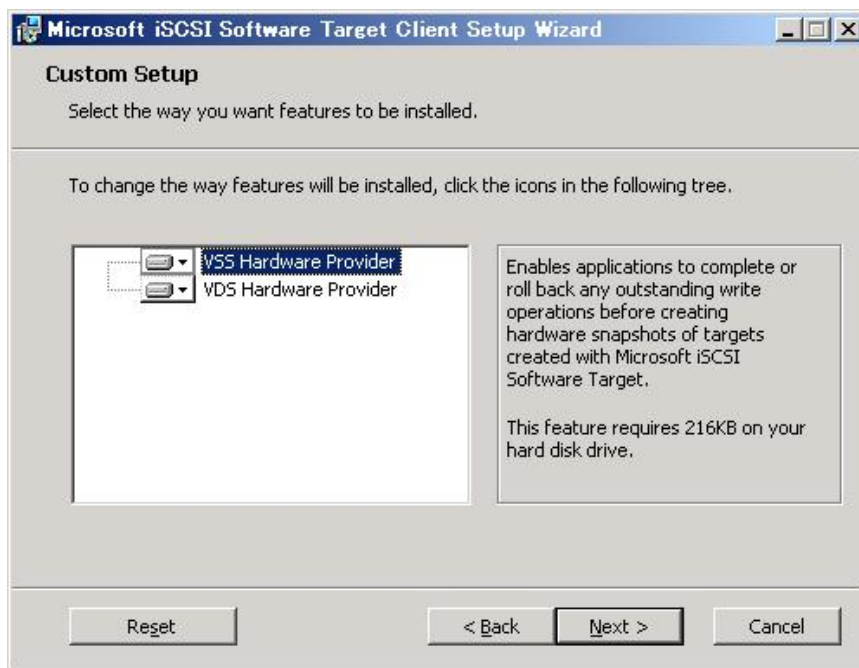 Microsoft iSCSI Software Target Client Setup Wizard
Custom Setup
Select the way you want features to be installed.
To change the way features will be installed, click the icons in the following tree.
VSS Hardware Provider
VDS Hardware Provider
Enables applications to complete or
roll back any outstanding write
operations before creating
hardware snapshots of targets
created with Microsoft iSCSI
Software Target.
This feature requires 216KB on your
hard disk drive.
Reset
< Back
Next >
Cancel